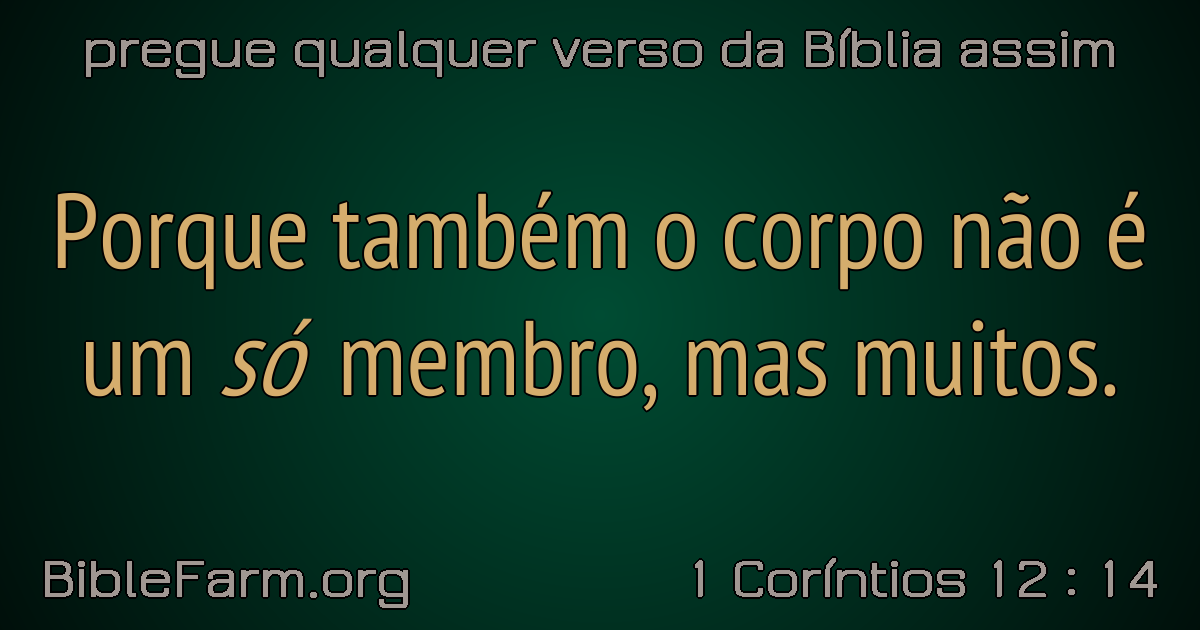 pregue qualquer verso da Bíblia assim
Porque também o corpo não é
um só membro, mas muitos.
BibleFarm.org
1 Coríntios 12 : 14